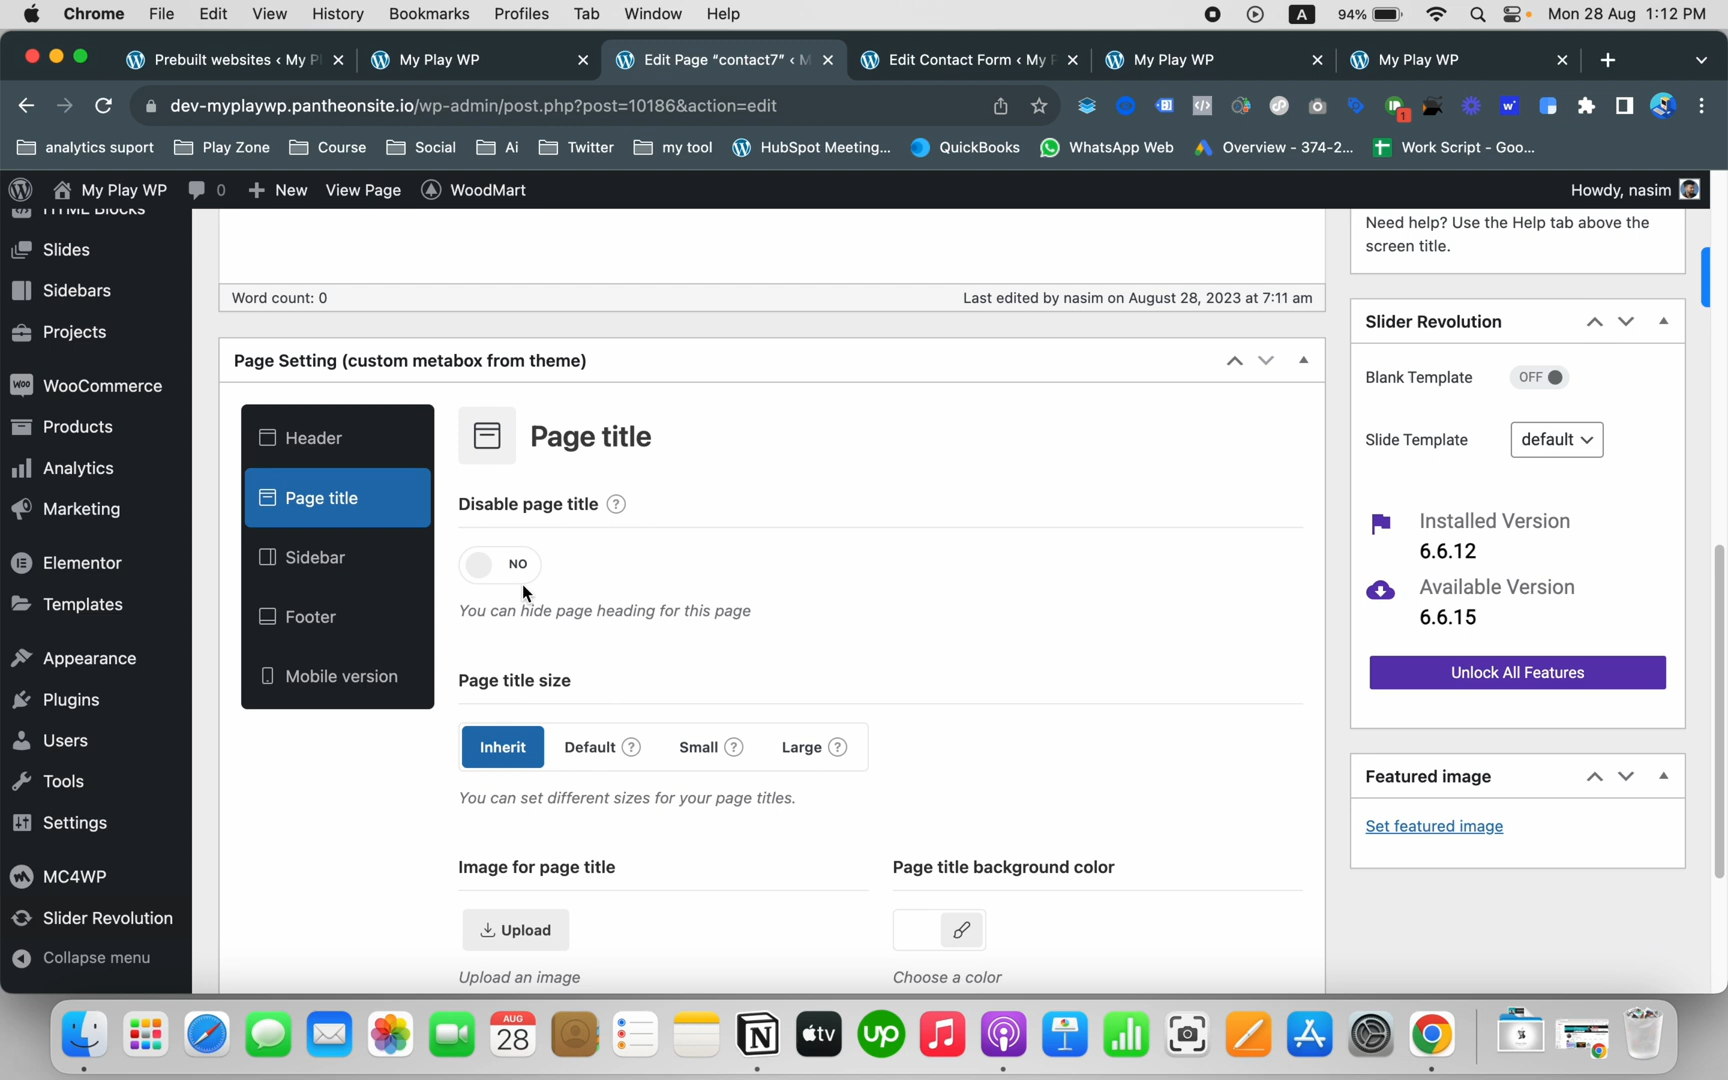 Chrome File Edit View History Bookmarks Profiles Tab Window Help A 94% Mon 28 Aug 1:12 PM
Prebuilt websites ‹ My Pl My Play WP Edit Page "contact7" ‹ M Edit Contact Form ‹ My P My Play WP My Play WP
dev-myplaywp.pantheonsite.io/wp-admin/post.php?post=10186&action=edit
analytics suport Play Zone Course Social Ai Twitter my tool HubSpot Meeting... QuickBooks WhatsApp Web Overview - 374-2... Work Script - Goo...
My Play WP 0 New View Page WoodMart Howdy, nasim
HTML Blocks
Slides
Sidebars
Projects
WooCommerce
Products
Analytics
Marketing
Elementor
Templates
Appearance
Plugins
Users
Tools
Settings
MC4WP
Slider Revolution
Collapse menu
Word count: 0 Last edited by nasim on August 28, 2023 at 7:11 am
Page Setting (custom metabox from theme)
Header
Page title
Sidebar
Footer
Mobile version
Page title
Disable page title ?
NO
You can hide page heading for this page
Page title size
Inherit Default ? Small ? Large ?
You can set different sizes for your page titles.
Image for page title
Upload
Upload an image
Page title background color
Choose a color
Need help? Use the Help tab above the
screen title.
Slider Revolution
Blank Template OFF
Slide Template default
Installed Version
6.6.12
Available Version
6.6.15
Unlock All Features
Featured image
Set featured image
AUG
28
tv
up